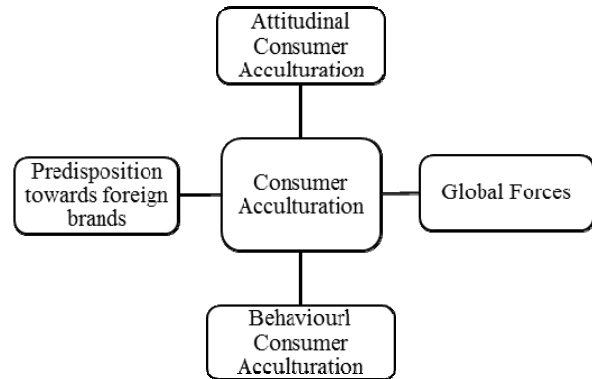 Attitudinal
Consumer
Acculturation
Predisposition
towards foreign
brands
Consumer
Acculturation
Global Forces
Behaviourl
Consumer
Acculturation